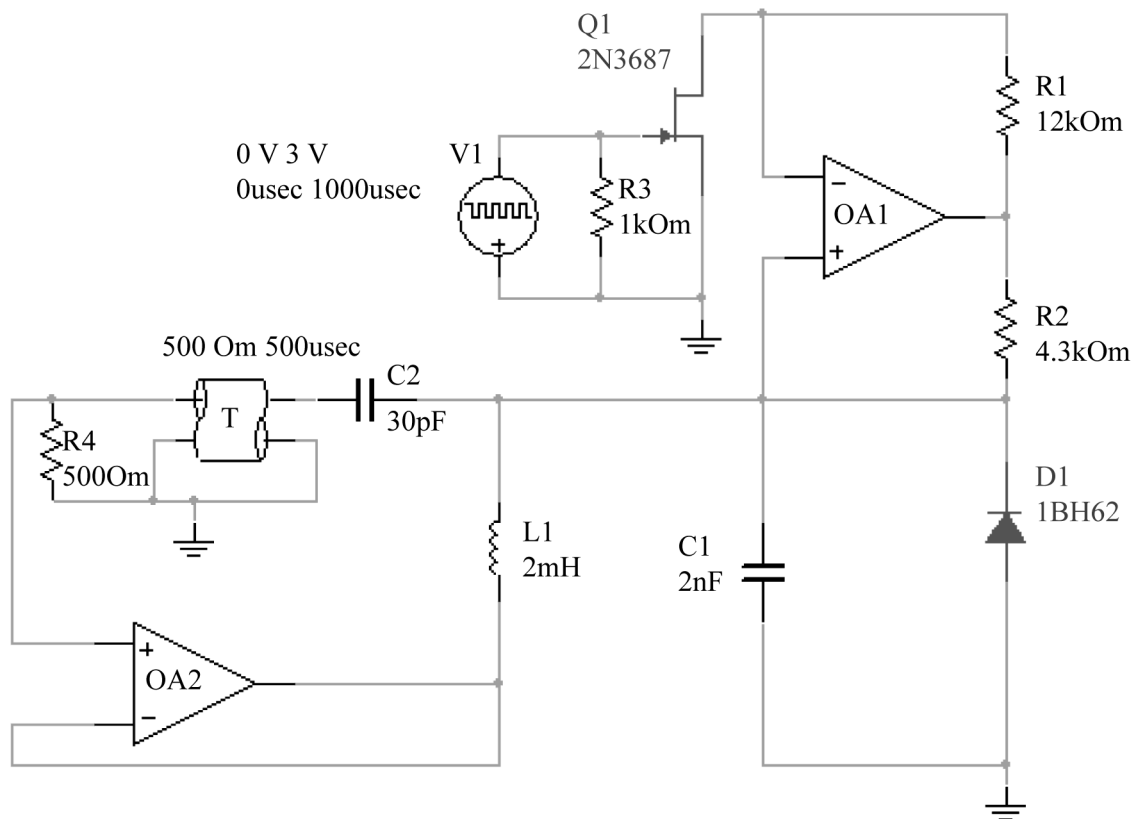 Q1
2N3687
R1
12kOm
0 V 3 V
0usec 1000usec
V1
+
R3
1kOm
−
OA1
+
R2
4.3kOm
500 Om 500usec
C2
30pF
T
R4
500Om
D1
1BH62
L1
2mH
C1
2nF
+
OA2
−